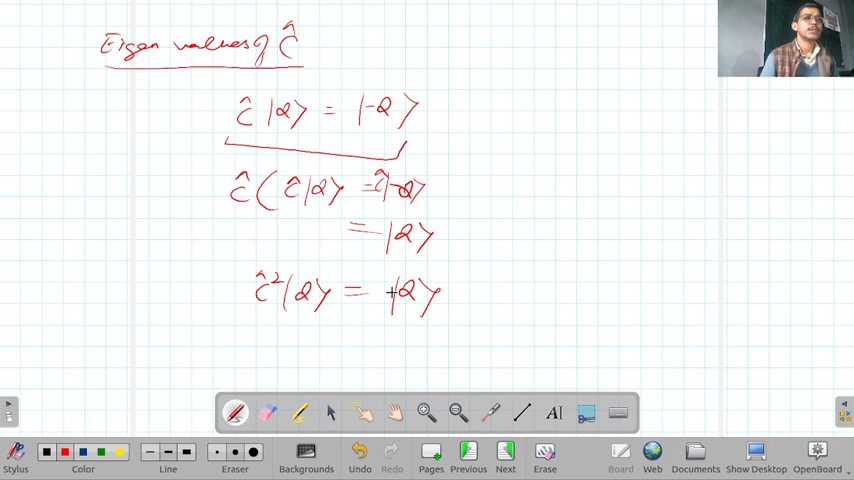 Eigen values of Ĉ
ĉ |Q⟩ = |-Q⟩
ĉ ( ĉ |Q⟩ = ĉ |-Q⟩
= |Q⟩
ĉ² |Q⟩ = |Q⟩
Stylus
Color
Line
Eraser
Backgrounds
Undo
Redo
Pages
Previous
Next
Erase
Board
Web
Documents
Show Desktop
OpenBoard